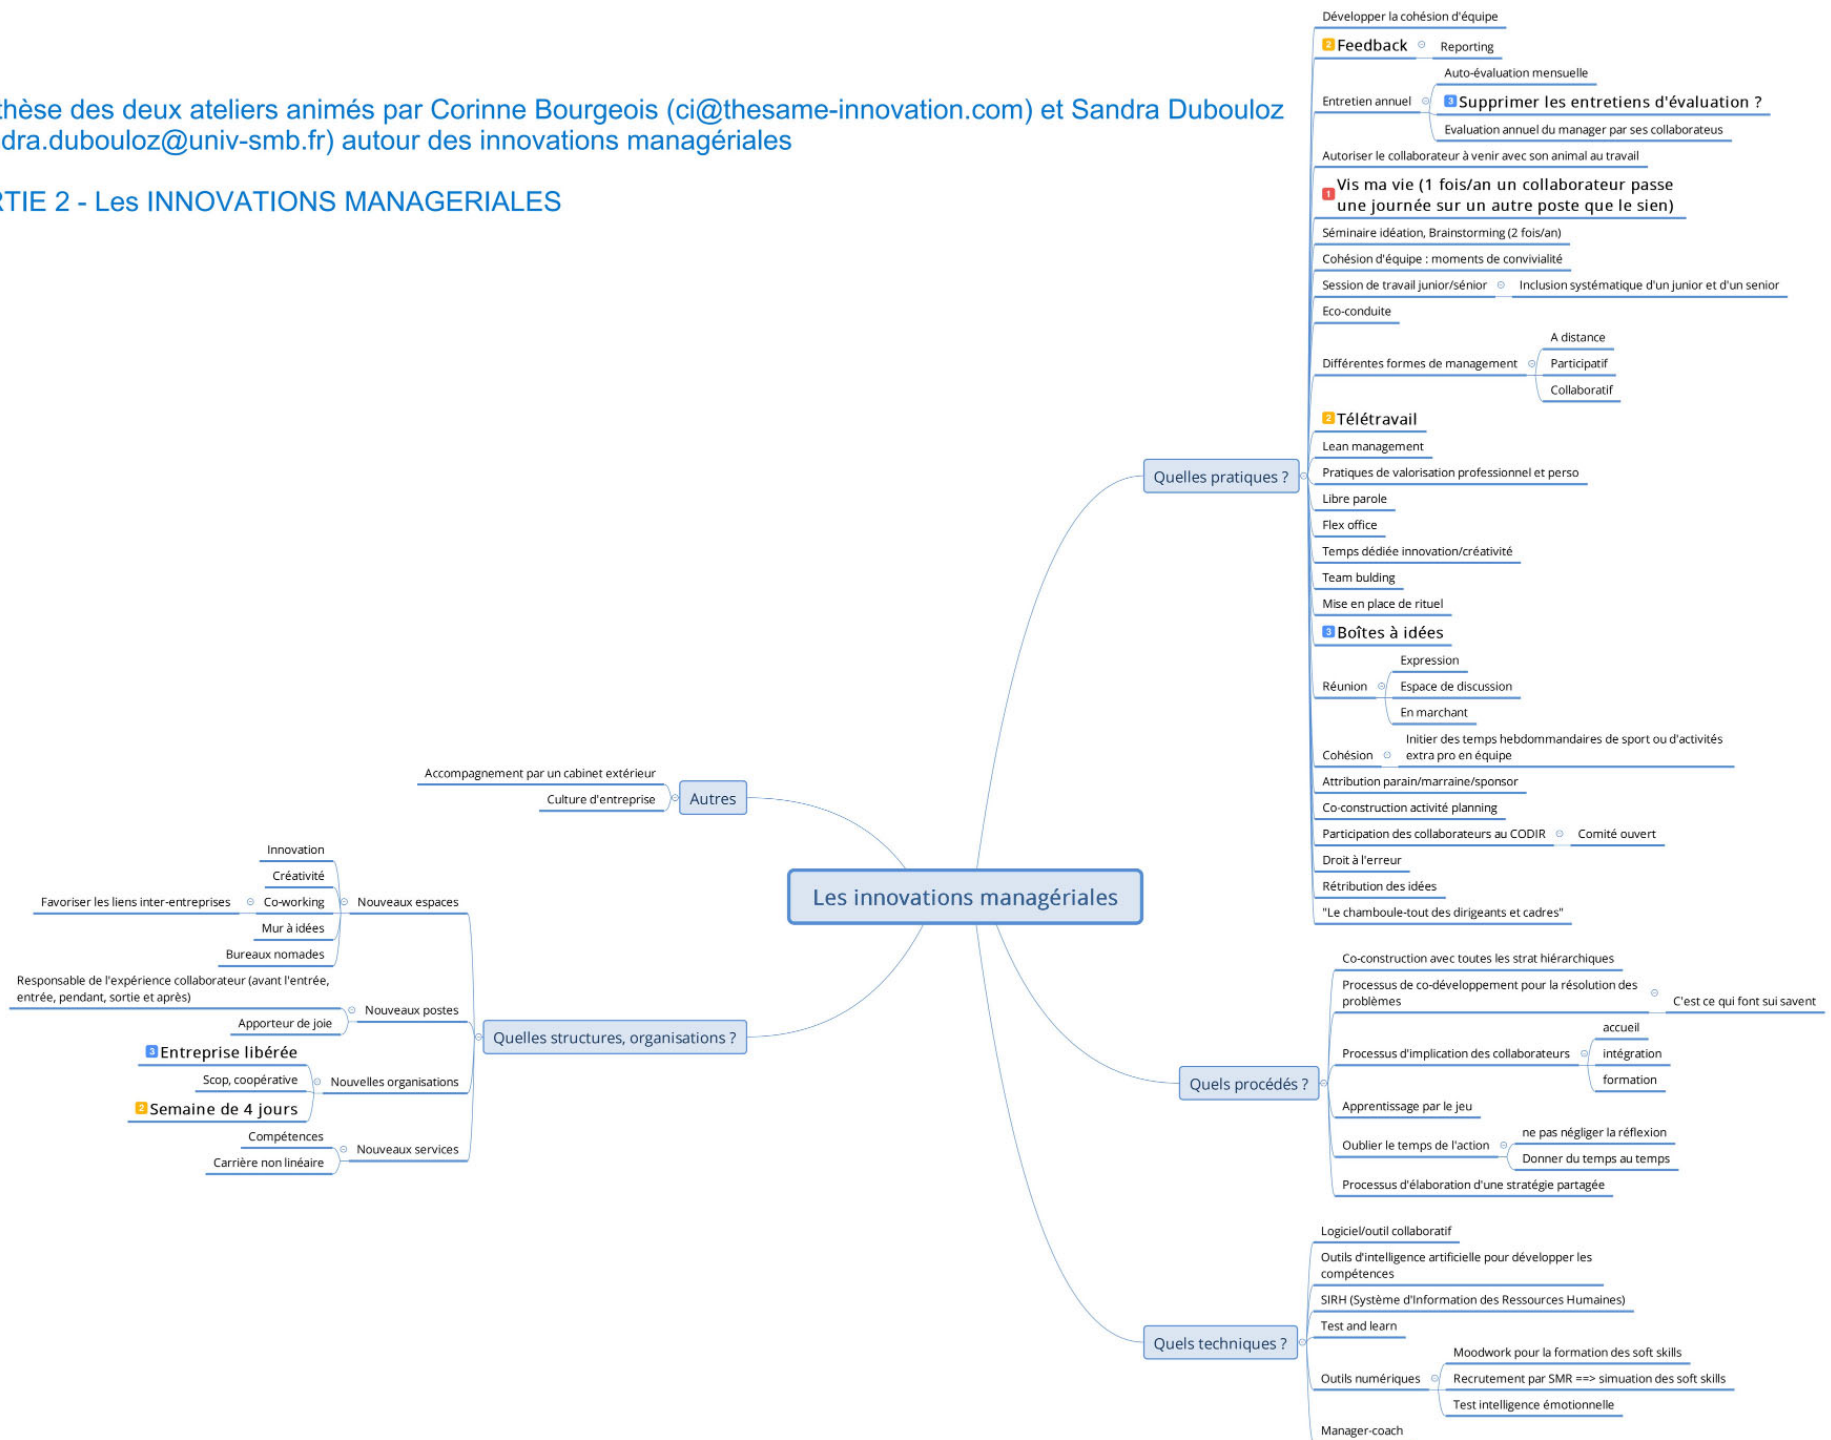 thèse des deux ateliers animés par Corinne Bourgeois (ci@thesame-innovation.com) et Sandra Dubouloz
dra.dubouloz@univ-smb.fr) autour des innovations managériales
RTIE 2 - Les INNOVATIONS MANAGERIALES
Les innovations managériales
Quelles pratiques ?
Développer la cohésion d'équipe
2 Feedback
Reporting
Entretien annuel
Auto-évaluation mensuelle
3 Supprimer les entretiens d'évaluation ?
Evaluation annuel du manager par ses collaborateus
Autoriser le collaborateur à venir avec son animal au travail
1 Vis ma vie (1 fois/an un collaborateur passe
une journée sur un autre poste que le sien)
Séminaire idéation, Brainstorming (2 fois/an)
Cohésion d'équipe : moments de convivialité
Session de travail junior/sénior
Inclusion systématique d'un junior et d'un senior
Eco-conduite
Différentes formes de management
A distance
Participatif
Collaboratif
2 Télétravail
Lean management
Pratiques de valorisation professionnel et perso
Libre parole
Flex office
Temps dédiée innovation/créativité
Team bulding
Mise en place de rituel
3 Boîtes à idées
Réunion
Expression
Espace de discussion
En marchant
Cohésion
Initier des temps hebdommandaires de sport ou d'activités
extra pro en équipe
Attribution parain/marraine/sponsor
Co-construction activité planning
Participation des collaborateurs au CODIR
Comité ouvert
Droit à l'erreur
Rétribution des idées
"Le chamboule-tout des dirigeants et cadres"
Quels procédés ?
Co-construction avec toutes les strat hiérarchiques
Processus de co-développement pour la résolution des
problèmes
C'est ce qui font sui savent
Processus d'implication des collaborateurs
accueil
intégration
formation
Apprentissage par le jeu
Oublier le temps de l'action
ne pas négliger la réflexion
Donner du temps au temps
Processus d'élaboration d'une stratégie partagée
Quels techniques ?
Logiciel/outil collaboratif
Outils d'intelligence artificielle pour développer les
compétences
SIRH (Système d'Information des Ressources Humaines)
Test and learn
Outils numériques
Moodwork pour la formation des soft skills
Recrutement par SMR ==> simuation des soft skills
Test intelligence émotionnelle
Manager-coach
Autres
Accompagnement par un cabinet extérieur
Culture d'entreprise
Quelles structures, organisations ?
Nouveaux espaces
Innovation
Créativité
Co-working
Favoriser les liens inter-entreprises
Mur à idées
Bureaux nomades
Nouveaux postes
Responsable de l'expérience collaborateur (avant l'entrée,
entrée, pendant, sortie et après)
Apporteur de joie
Nouvelles organisations
3 Entreprise libérée
Scop, coopérative
2 Semaine de 4 jours
Nouveaux services
Compétences
Carrière non linéaire